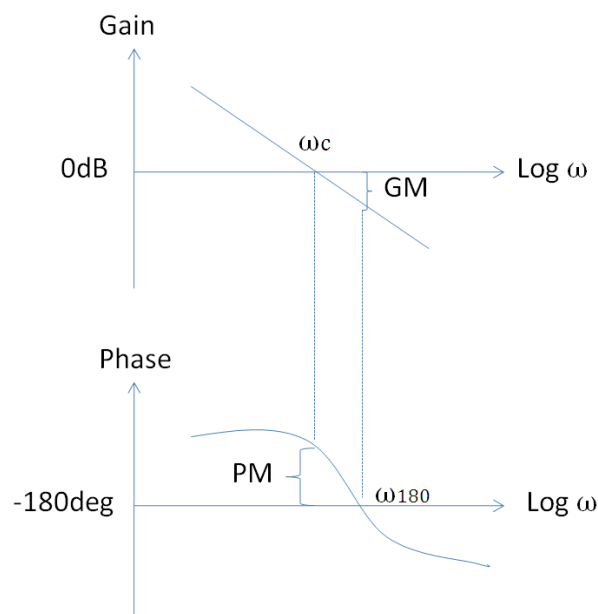 Gain
ωc
0dB
Log ω
GM
Phase
PM
ω180
-180deg
Log ω